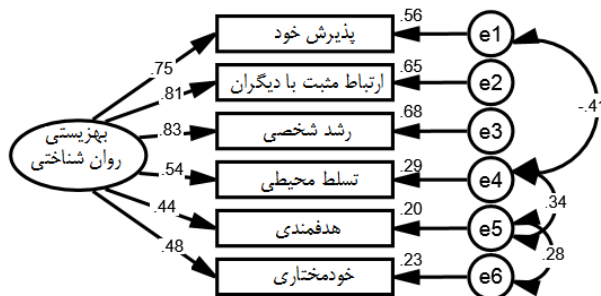 بهزیستی
روان شناختی
.75
.81
.83
.54
.44
.48
پذیرش خود
.56
e1
ارتباط مثبت با دیگران
.65
e2
رشد شخصی
.68
e3
تسلط محیطی
.29
e4
هدفمندی
.20
e5
خودمختاری
.23
e6
-.41
.34
.28